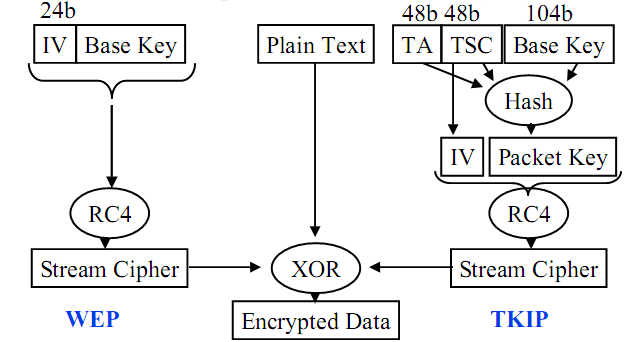 24b
IV Base Key
Plain Text
48b 48b 104b
TA TSC Base Key
Hash
IV Packet Key
RC4
RC4
Stream Cipher
XOR
Stream Cipher
WEP
Encrypted Data
TKIP